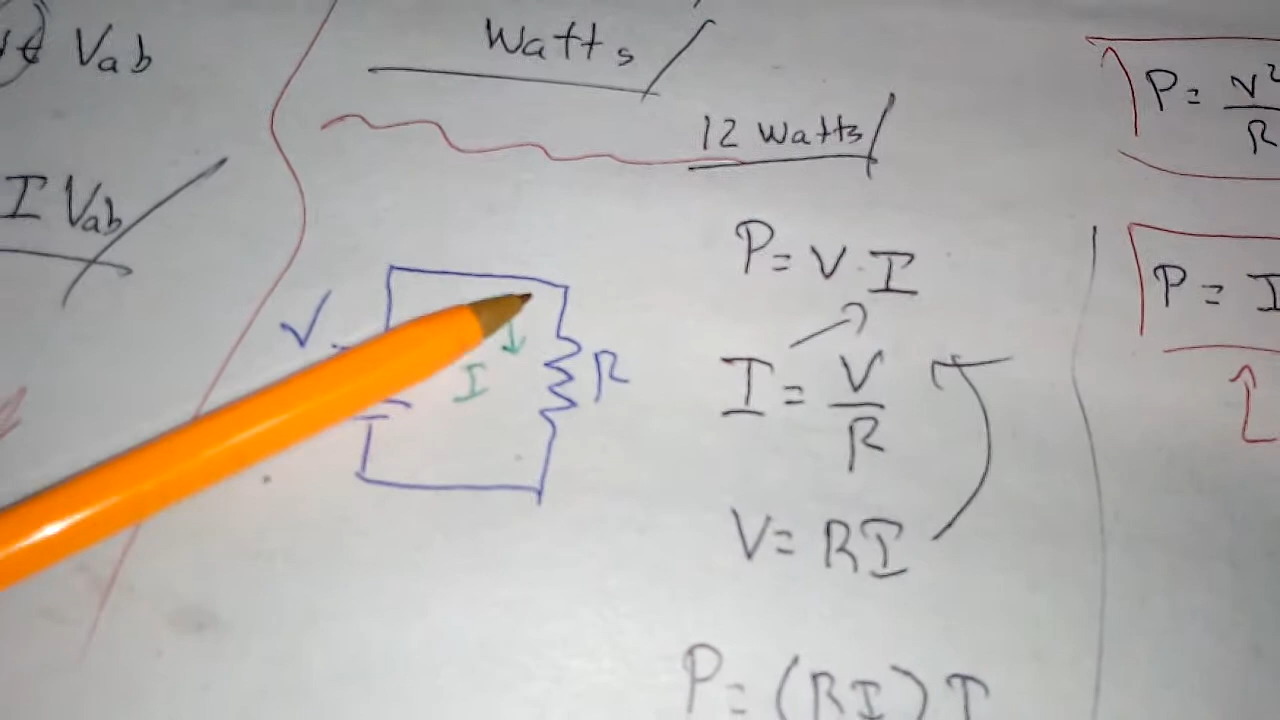 Vab
I Vab
Watts
12 Watts
V
I
R
P = V · I
I = V/R
V = RI
P = (RI) I
P = V²/R
P = I